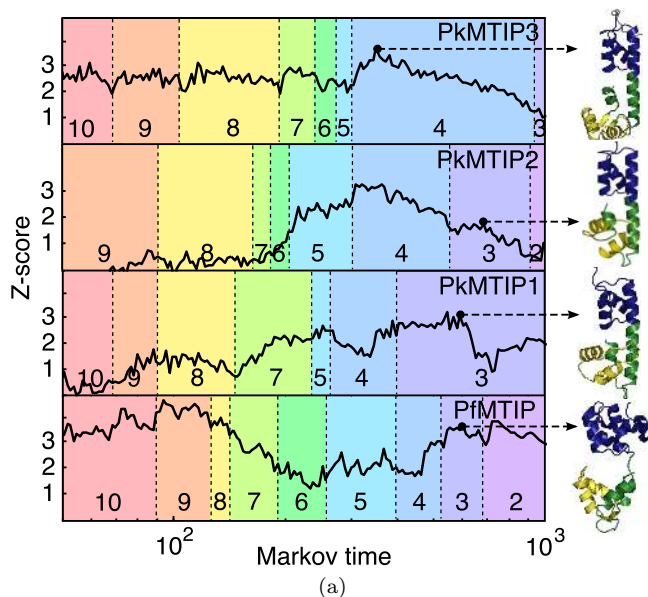 PkMTIP3
3
2
1
10 9 8 7 6 5 4 3
PkMTIP2
3
2
1
9 8 7 6 5 4 3 2
PkMTIP1
3
2
1
10 9 8 7 5 4 3
PfMTIP
3
2
1
10 9 8 7 6 5 4 3 2
Z-score
10² 10³
Markov time
(a)